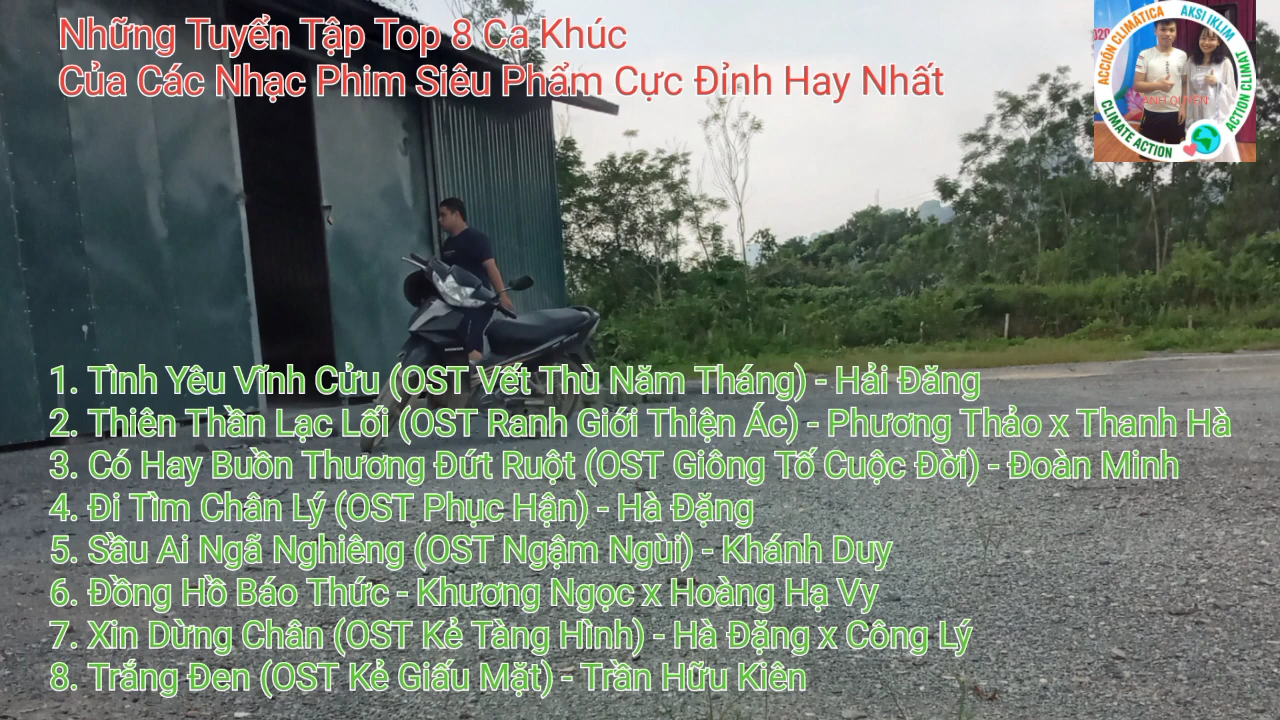 Những Tuyển Tập Top 8 Ca Khúc
Của Các Nhạc Phim Siêu Phẩm Cực Đỉnh Hay Nhất
ACCIÓN CLIMÁTICA
AKSI IKLIM
2020
ANH QUYEN
CLIMATE ACTION
ACTION CLIMAT
HONDA
1. Tình Yêu Vĩnh Cửu (OST Vết Thù Năm Tháng) - Hải Đăng
2. Thiên Thần Lạc Lối (OST Ranh Giới Thiện Ác) - Phương Thảo x Thanh Hà
3. Có Hay Buồn Thương Đứt Ruột (OST Giông Tố Cuộc Đời) - Đoàn Minh
4. Đi Tìm Chân Lý (OST Phục Hận) - Hà Đặng
5. Sầu Ai Ngã Nghiêng (OST Ngậm Ngùi) - Khánh Duy
6. Đồng Hồ Báo Thức - Khương Ngọc x Hoàng Hạ Vy
7. Xin Dừng Chân (OST Kẻ Tàng Hình) - Hà Đặng x Công Lý
8. Trắng Đen (OST Kẻ Giấu Mặt) - Trần Hữu Kiên